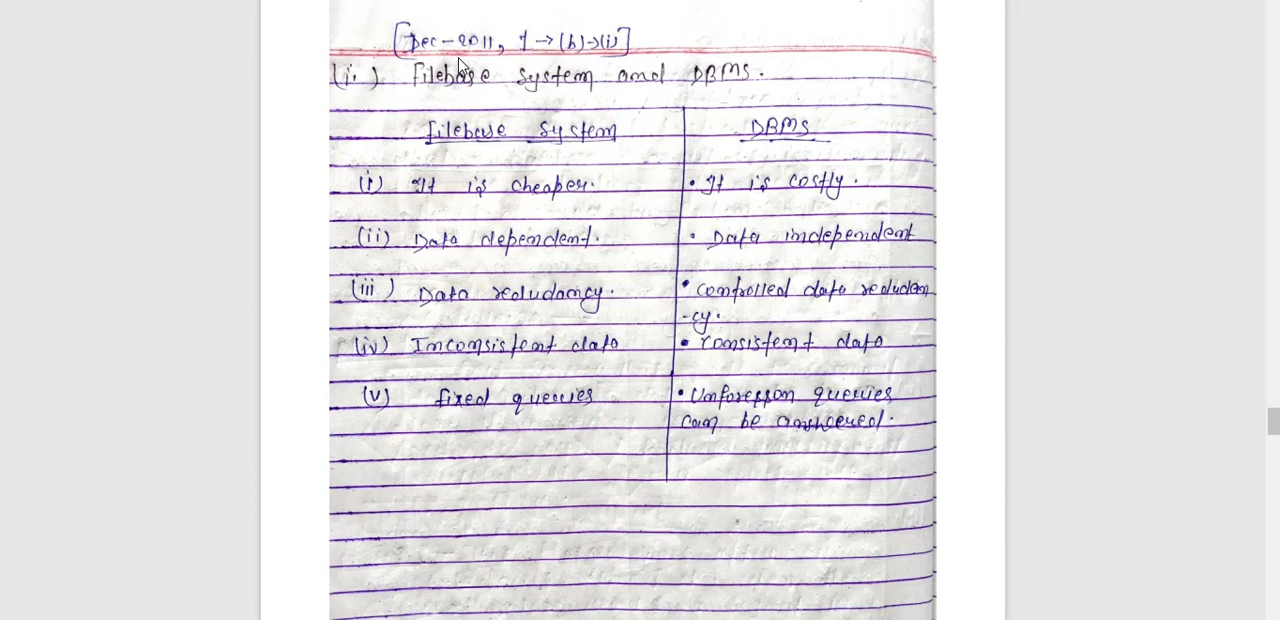 [Dec-2011, 1→(b)→(i)]
(i.) Filebase system and DBMS.
filebase system DBMS
(i) It is cheaper. • It is costly.
(ii) Data dependent. • Data independent
(iii) Data redudancy. • controlled data redudan
-cy.
(iv) Inconsistent data • consistent data
(v) fixed queries • Unforeseen queries
can be answered.